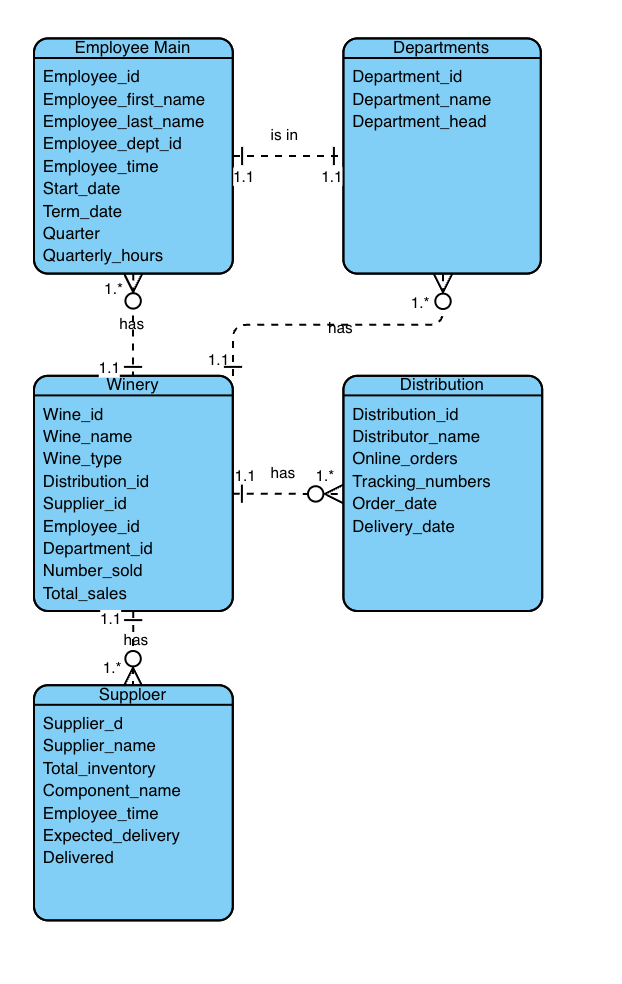 Employee Main
Employee_id
Employee_first_name
Employee_last_name
Employee_dept_id
Employee_time
Start_date
Term_date
Quarter
Quarterly_hours
is in
1.1
1.1
Departments
Department_id
Department_name
Department_head
1.*
has
1.1
1.*
has
1.1
Winery
Wine_id
Wine_name
Wine_type
Distribution_id
Supplier_id
Employee_id
Department_id
Number_sold
Total_sales
1.1
has
1.*
Distribution
Distribution_id
Distributor_name
Online_orders
Tracking_numbers
Order_date
Delivery_date
1.1
has
1.*
Supploer
Supplier_d
Supplier_name
Total_inventory
Component_name
Employee_time
Expected_delivery
Delivered